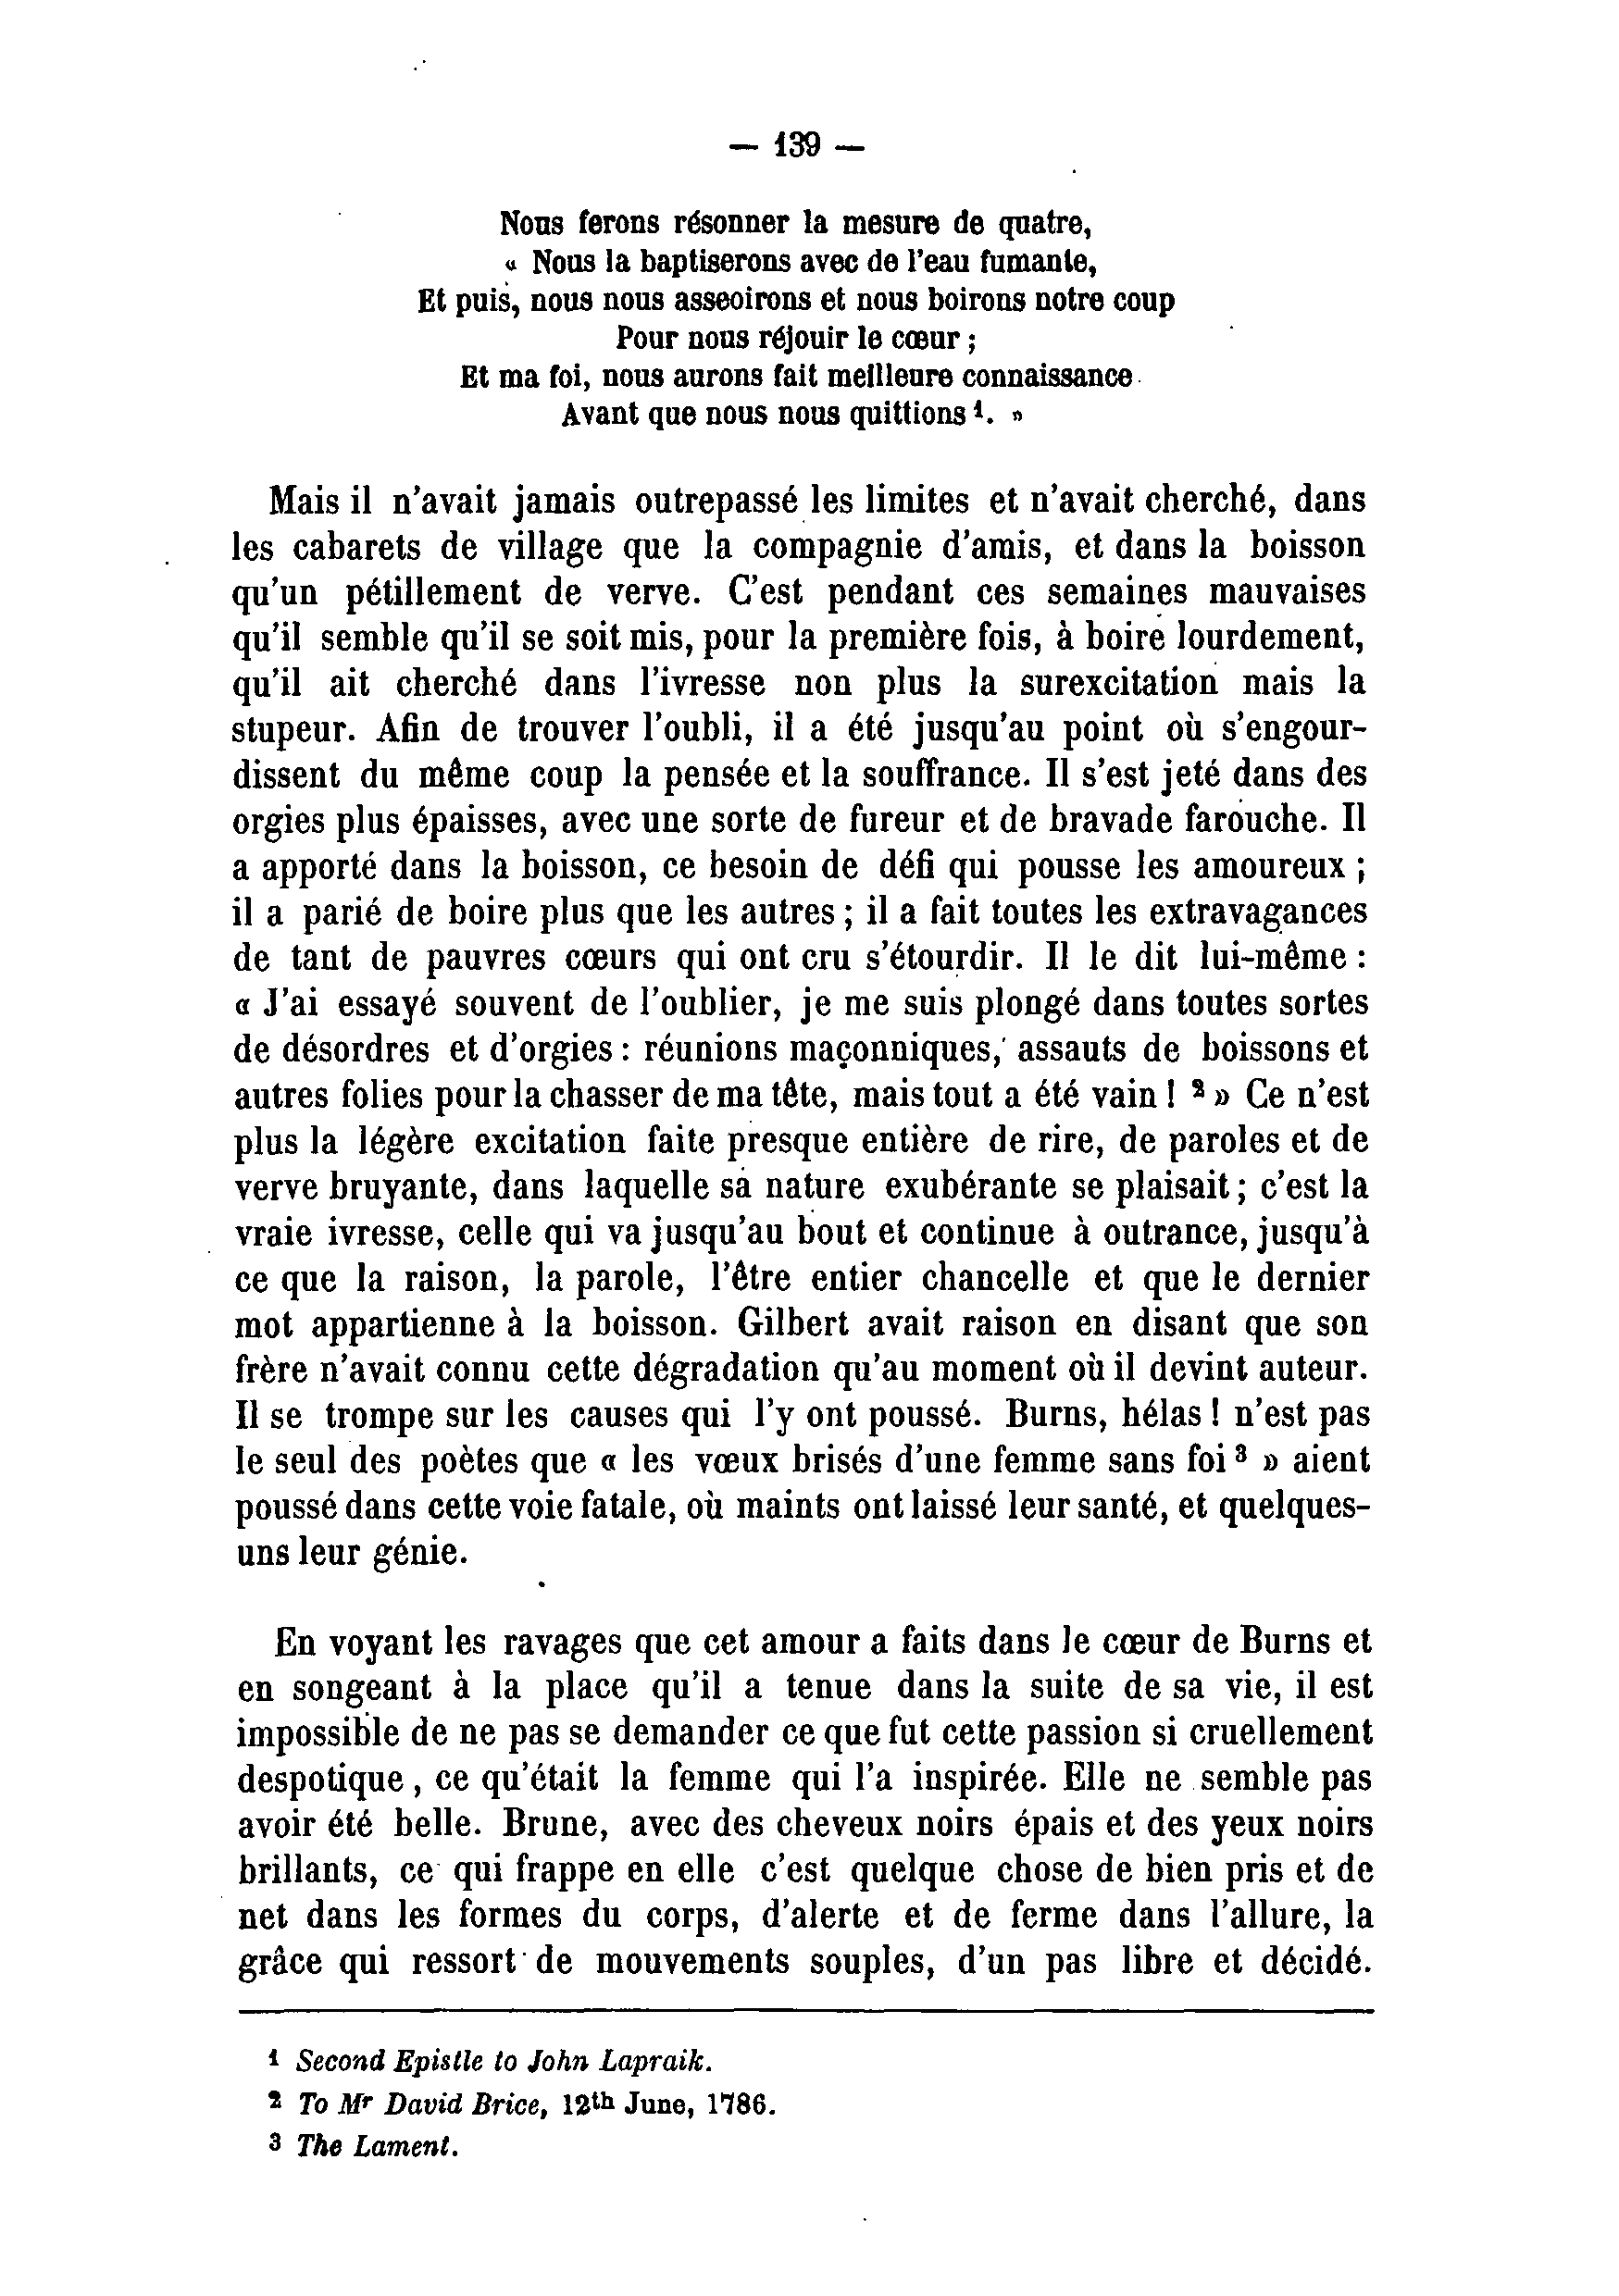 — 139 —
Nous ferons résonner la mesure de quatre,
« Nous la baptiserons avec de l'eau fumante,
Et puis, nous nous asseoirons et nous boirons notre coup
Pour nous réjouir le cœur ;
Et ma foi, nous aurons fait meilleure connaissance
Avant que nous nous quittions ¹. »
Mais il n'avait jamais outrepassé les limites et n'avait cherché, dans
les cabarets de village que la compagnie d'amis, et dans la boisson
qu'un pétillement de verve. C'est pendant ces semaines mauvaises
qu'il semble qu'il se soit mis, pour la première fois, à boire lourdement,
qu'il ait cherché dans l'ivresse non plus la surexcitation mais la
stupeur. Afin de trouver l'oubli, il a été jusqu'au point où s'engour-
dissent du même coup la pensée et la souffrance. Il s'est jeté dans des
orgies plus épaisses, avec une sorte de fureur et de bravade farouche. Il
a apporté dans la boisson, ce besoin de défi qui pousse les amoureux ;
il a parié de boire plus que les autres ; il a fait toutes les extravagances
de tant de pauvres cœurs qui ont cru s'étourdir. Il le dit lui-même :
« J'ai essayé souvent de l'oublier, je me suis plongé dans toutes sortes
de désordres et d'orgies : réunions maçonniques, assauts de boissons et
autres folies pour la chasser de ma tête, mais tout a été vain ! ² » Ce n'est
plus la légère excitation faite presque entière de rire, de paroles et de
verve bruyante, dans laquelle sa nature exubérante se plaisait ; c'est la
vraie ivresse, celle qui va jusqu'au bout et continue à outrance, jusqu'à
ce que la raison, la parole, l'être entier chancelle et que le dernier
mot appartienne à la boisson. Gilbert avait raison en disant que son
frère n'avait connu cette dégradation qu'au moment où il devint auteur.
Il se trompe sur les causes qui l'y ont poussé. Burns, hélas ! n'est pas
le seul des poètes que « les vœux brisés d'une femme sans foi ³ » aient
poussé dans cette voie fatale, où maints ont laissé leur santé, et quelques-
uns leur génie.
En voyant les ravages que cet amour a faits dans le cœur de Burns et
en songeant à la place qu'il a tenue dans la suite de sa vie, il est
impossible de ne pas se demander ce que fut cette passion si cruellement
despotique, ce qu'était la femme qui l'a inspirée. Elle ne semble pas
avoir été belle. Brune, avec des cheveux noirs épais et des yeux noirs
brillants, ce qui frappe en elle c'est quelque chose de bien pris et de
net dans les formes du corps, d'alerte et de ferme dans l'allure, la
grâce qui ressort de mouvements souples, d'un pas libre et décidé.
¹ Second Epistle to John Lapraik.
² To Mʳ David Brice, 12ᵗʰ June, 1786.
³ The Lament.